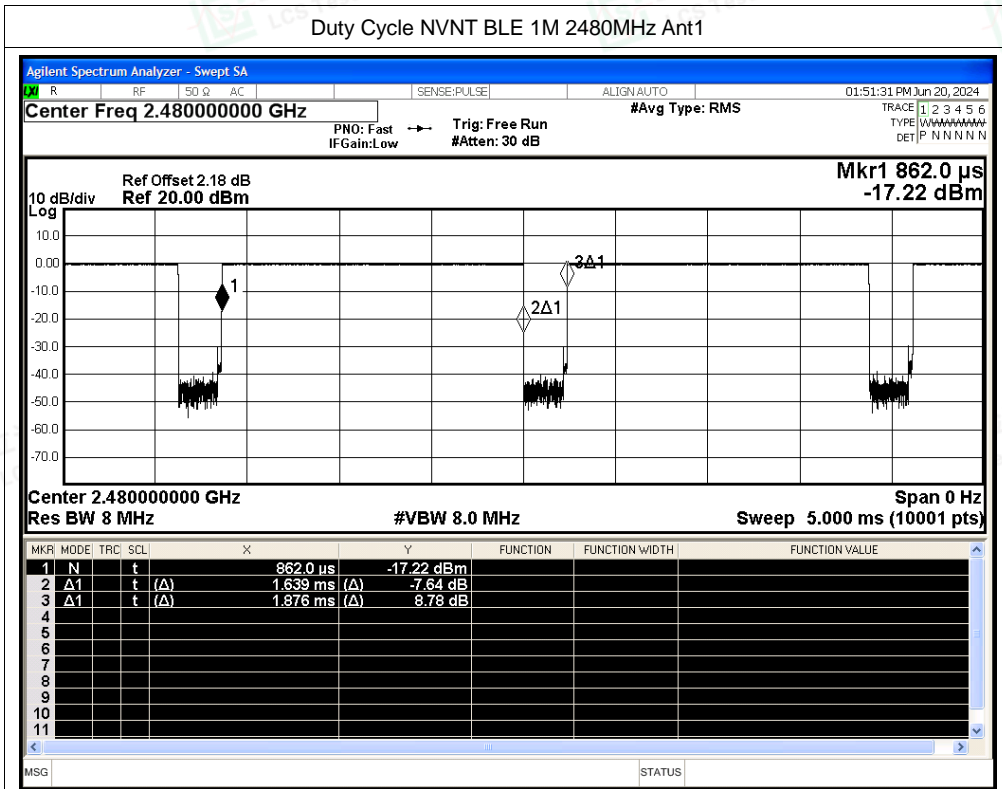 Duty Cycle NVNT BLE 1M 2480MHz Ant1
Agilent Spectrum Analyzer - Swept SA
LXI R RF 50 Ω AC SENSE:PULSE ALIGN AUTO 01:51:31 PM Jun 20, 2024
Center Freq 2.480000000 GHz #Avg Type: RMS TRACE 1 2 3 4 5 6
PNO: Fast Trig: Free Run TYPE
IFGain:Low #Atten: 30 dB DET P N N N N N
Mkr1 862.0 µs
-17.22 dBm
Ref Offset 2.18 dB
10 dB/div Ref 20.00 dBm
Log
10.0
0.00
3Δ1
-10.0
1
2Δ1
-20.0
-30.0
-40.0
-50.0
-60.0
-70.0
Center 2.480000000 GHz Span 0 Hz
Res BW 8 MHz #VBW 8.0 MHz Sweep 5.000 ms (10001 pts)
MKR MODE TRC SCL X Y FUNCTION FUNCTION WIDTH FUNCTION VALUE
1 N t 862.0 µs -17.22 dBm
2 Δ1 t (Δ) 1.639 ms (Δ) -7.64 dB
3 Δ1 t (Δ) 1.876 ms (Δ) 8.78 dB
4
5
6
7
8
9
10
11
MSG STATUS